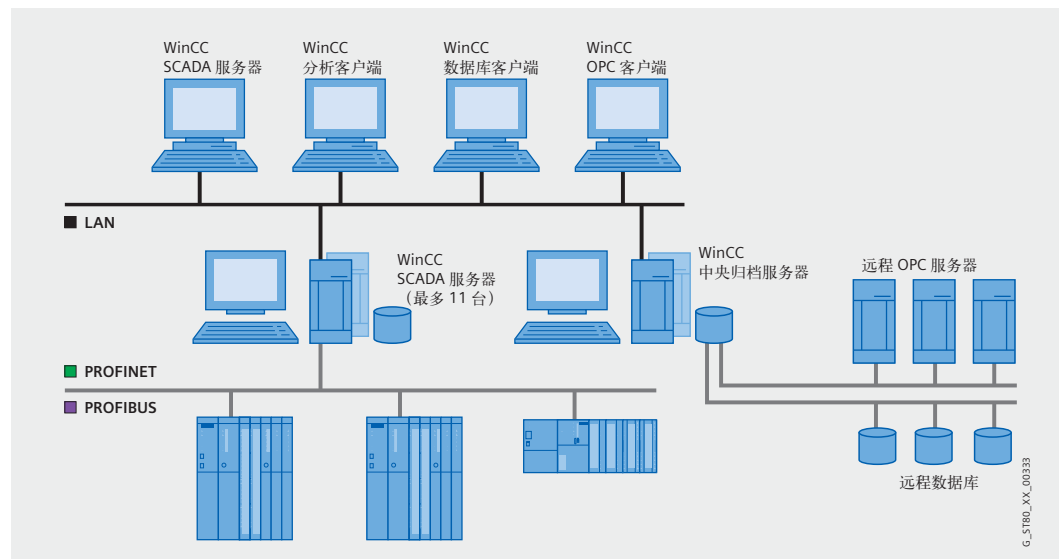 WinCC
SCADA 服务器
WinCC
分析客户端
WinCC
数据库客户端
WinCC
OPC 客户端
LAN
WinCC
SCADA 服务器
（最多 11 台）
WinCC
中央归档服务器
远程 OPC 服务器
PROFINET
PROFIBUS
远程数据库
G_ST80_XX_00333